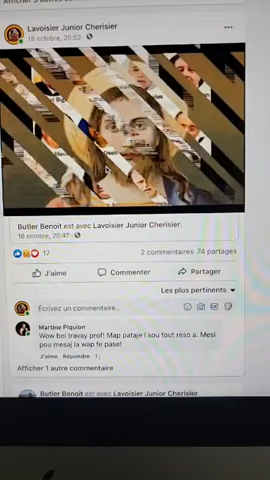 Lavoisier Junior Cherisier
18 octobre, 20:52
Butler Benoit est avec Lavoisier Junior Cherisier.
18 octobre, 20:47
17
2 commentaires 74 partages
J'aime
Commenter
Partager
Les plus pertinents
Écrivez un commentaire...
GIF
Martine Piquion
Wow bel travay prof! Map pataje l sou tout reso a. Mesi
pou mesaj la wap fe pase!
J'aime Répondre 1 j
Afficher 1 autre commentaire
Butler Benoit est avec Lavoisier Junior Cherisier.